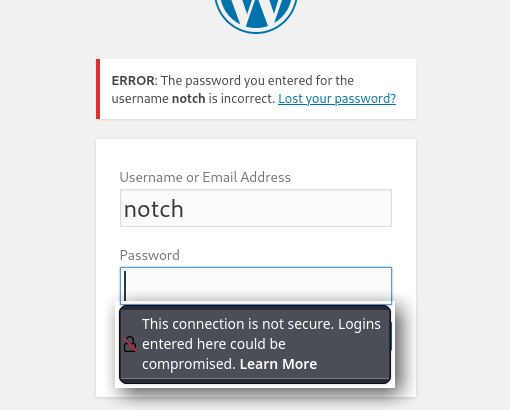 ERROR: The password you entered for the
username notch is incorrect. Lost your password?
Username or Email Address
notch
Password
This connection is not secure. Logins
entered here could be
compromised. Learn More